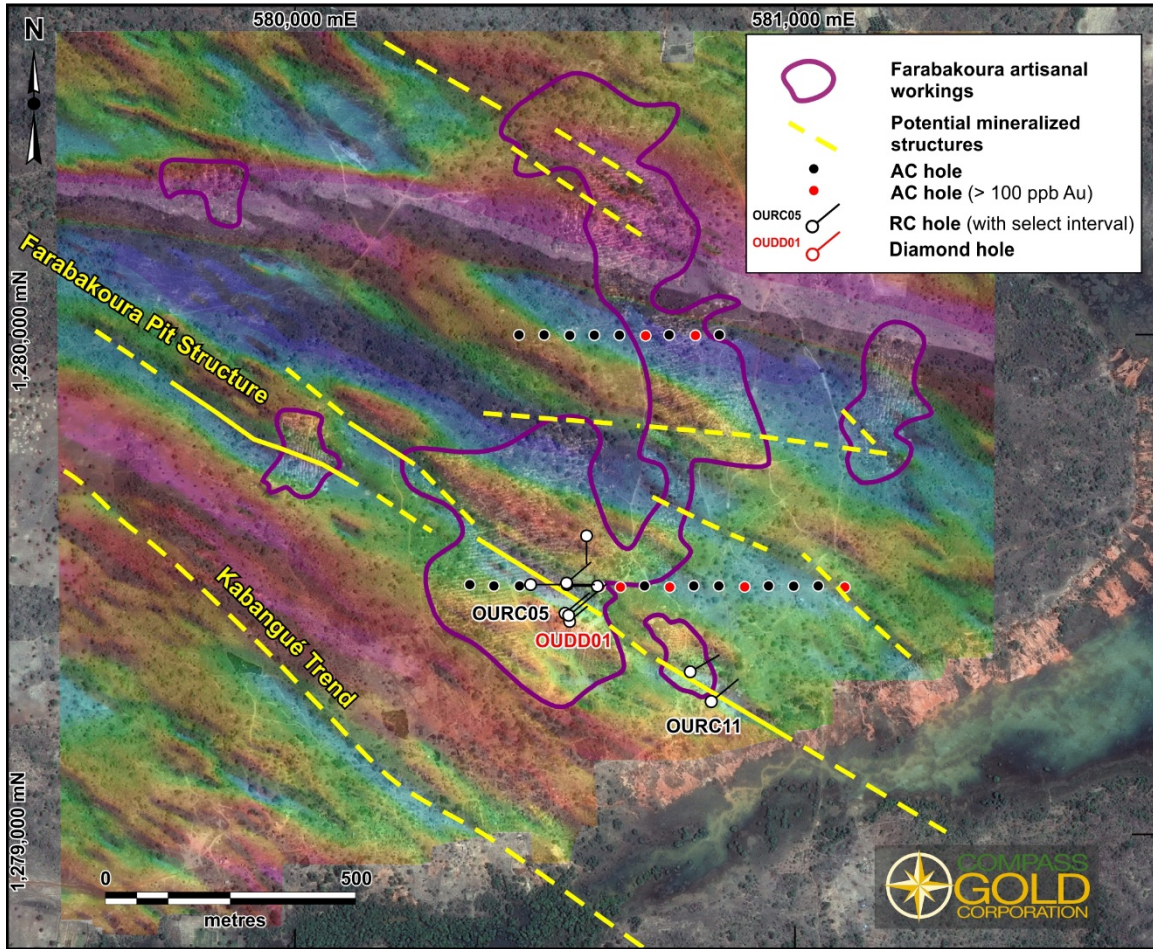 580,000 mE
581,000 mE
N
Farabakoura artisanal
workings
Potential mineralized
structures
AC hole
AC hole (> 100 ppb Au)
OURC05
RC hole (with select interval)
OUDD01
Diamond hole
1,280,000 mN
Farabakoura Pit Structure
Kabangué Trend
OURC05
OUDD01
OURC11
1,279,000 mN
0
500
metres
COMPASS
GOLD
CORPORATION